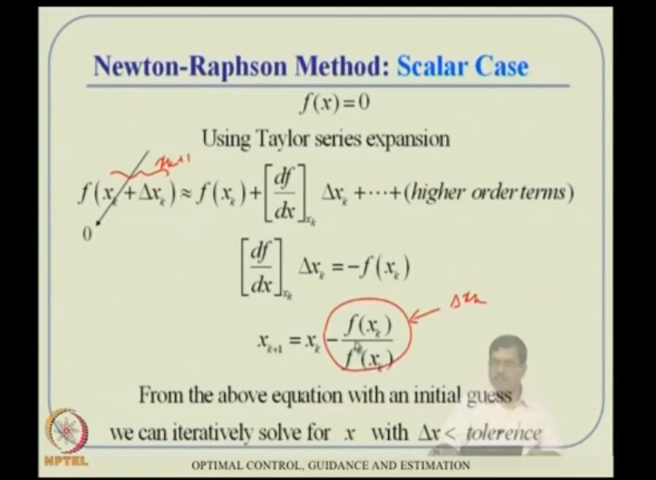 Newton-Raphson Method: Scalar Case
f(x) = 0
Using Taylor series expansion
x_{k+1}
f(x_k + Δx_k) ≈ f(x_k) + [df/dx]_{x_k} Δx_k + ⋯ + (higher order terms)
0
[df/dx]_{x_k} Δx_k = −f(x_k)
Δx_k
x_{k+1} = x_k − f(x_k)/f'(x_k)
From the above equation with an initial guess
we can iteratively solve for x with Δx < tolerence
NPTEL
OPTIMAL CONTROL, GUIDANCE AND ESTIMATION